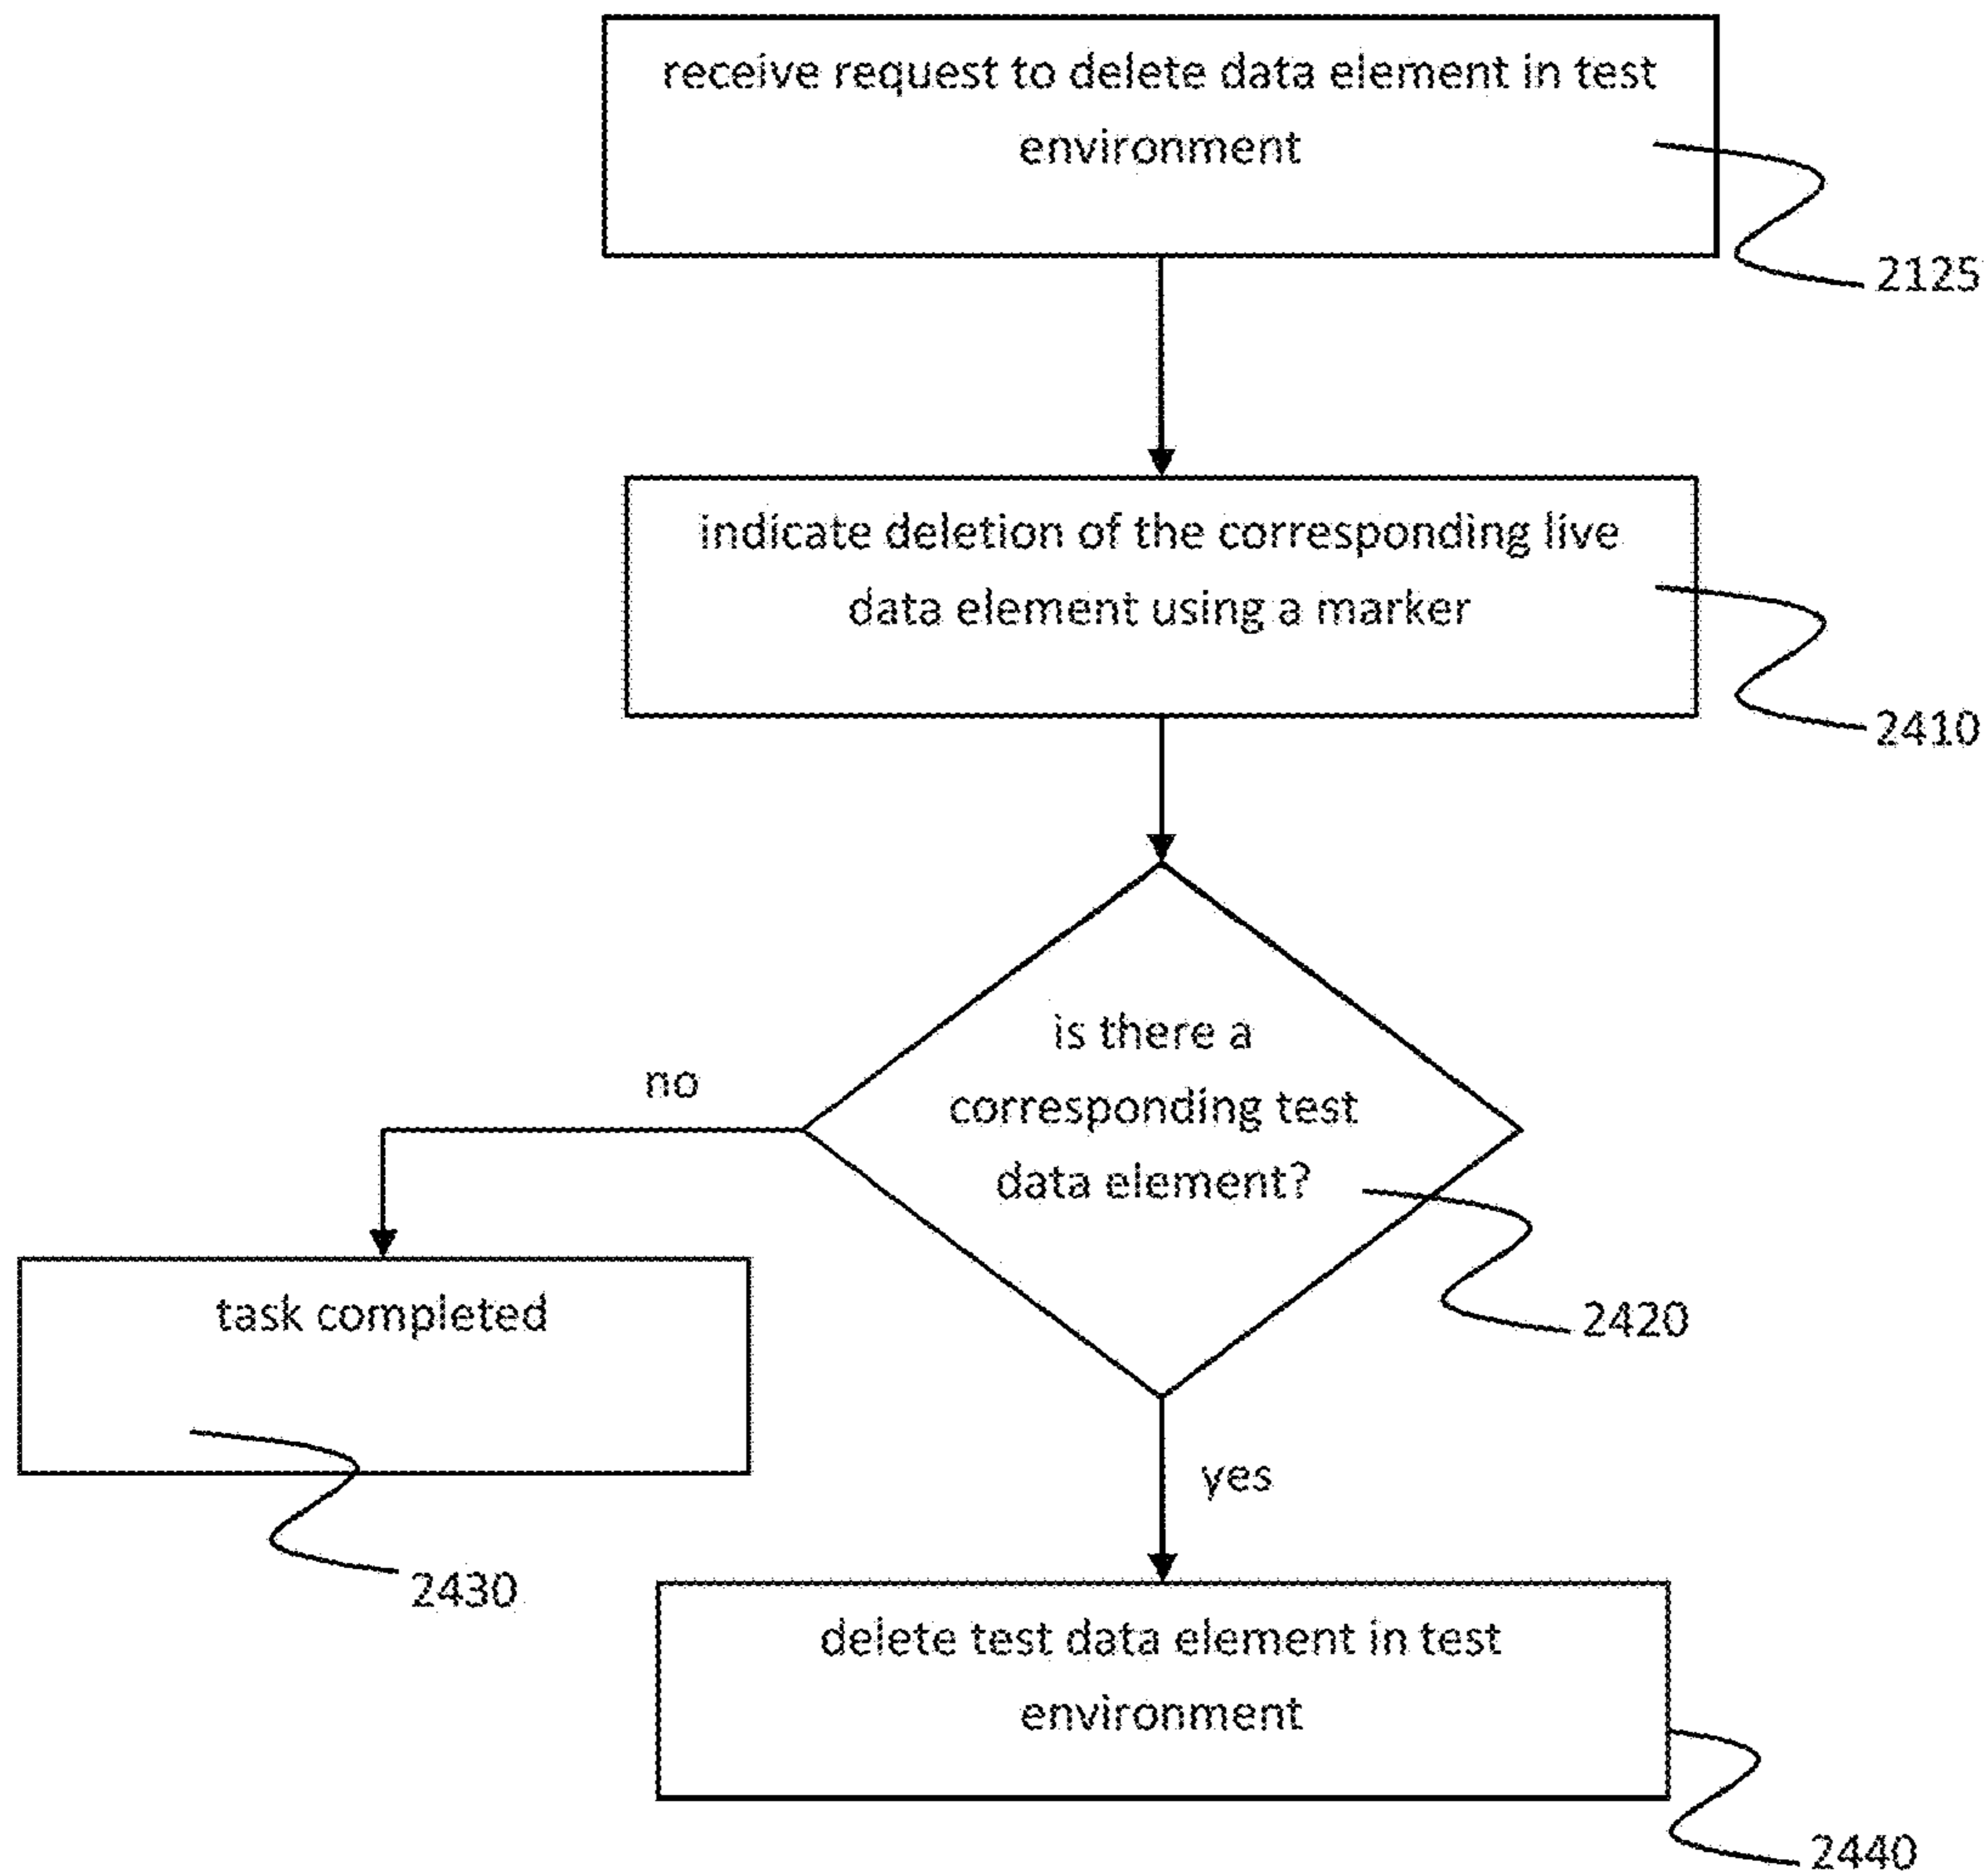 receive request to delete data element in test
environment
2125
indicate deletion of the corresponding live
data element using a marker
2410
is there a
corresponding test
data element?
2420
no
task completed
2430
yes
delete test data element in test
environment
2440